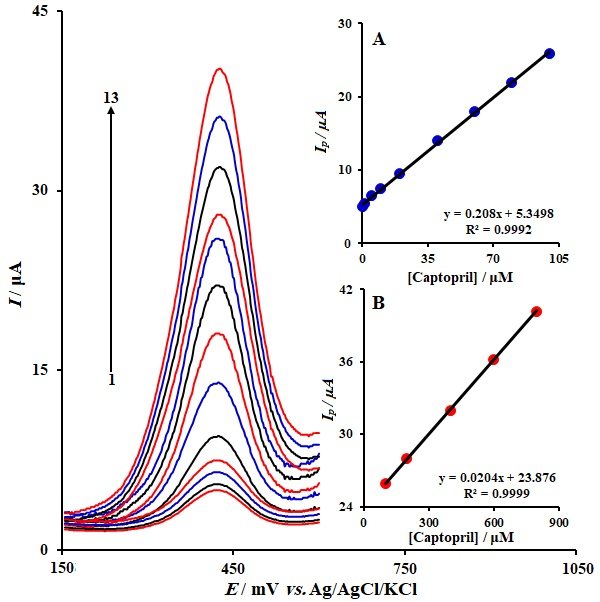 45
30
15
0
I / µA
13
1
150
450
750
1050
E / mV vs. Ag/AgCl/KCl
A
30
20
10
0
Ip / µA
y = 0.208x + 5.3498
R² = 0.9992
0
35
70
105
[Captopril] / µM
B
42
36
30
24
Ip / µA
y = 0.0204x + 23.876
R² = 0.9999
0
300
600
900
[Captopril] / µM